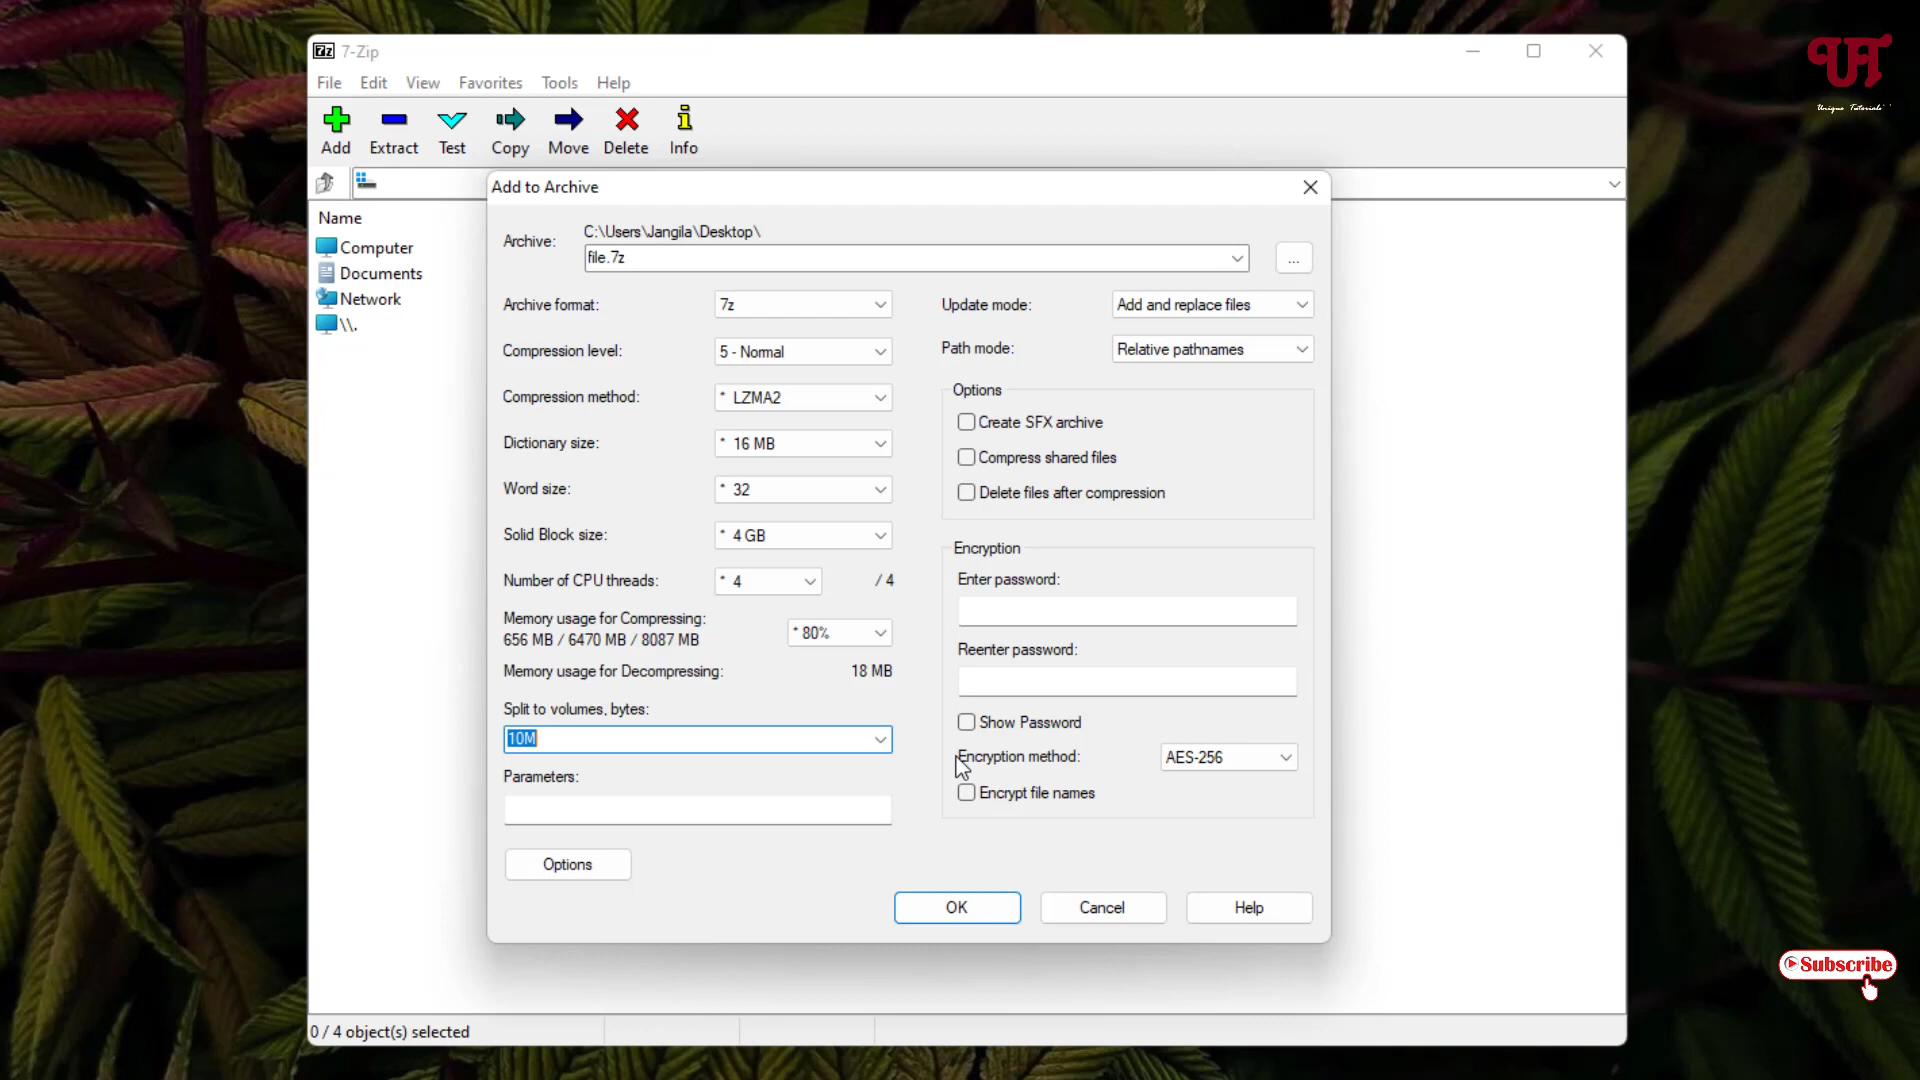 7z 7-Zip
File Edit View Favorites Tools Help
Add Extract Test Copy Move Delete Info
Name
Computer
Documents
Network
\\.
0 / 4 object(s) selected
Add to Archive
Archive:
C:\Users\Jangila\Desktop\
file.7z
...
Archive format: 7z
Compression level: 5 - Normal
Compression method: * LZMA2
Dictionary size: * 16 MB
Word size: * 32
Solid Block size: * 4 GB
Number of CPU threads: * 4 / 4
Memory usage for Compressing:
656 MB / 6470 MB / 8087 MB * 80%
Memory usage for Decompressing: 18 MB
Split to volumes, bytes:
10M
Parameters:
Options
Update mode: Add and replace files
Path mode: Relative pathnames
Options
Create SFX archive
Compress shared files
Delete files after compression
Encryption
Enter password:
Reenter password:
Show Password
Encryption method: AES-256
Encrypt file names
OK Cancel Help
UT
Unique Tutorials
Subscribe